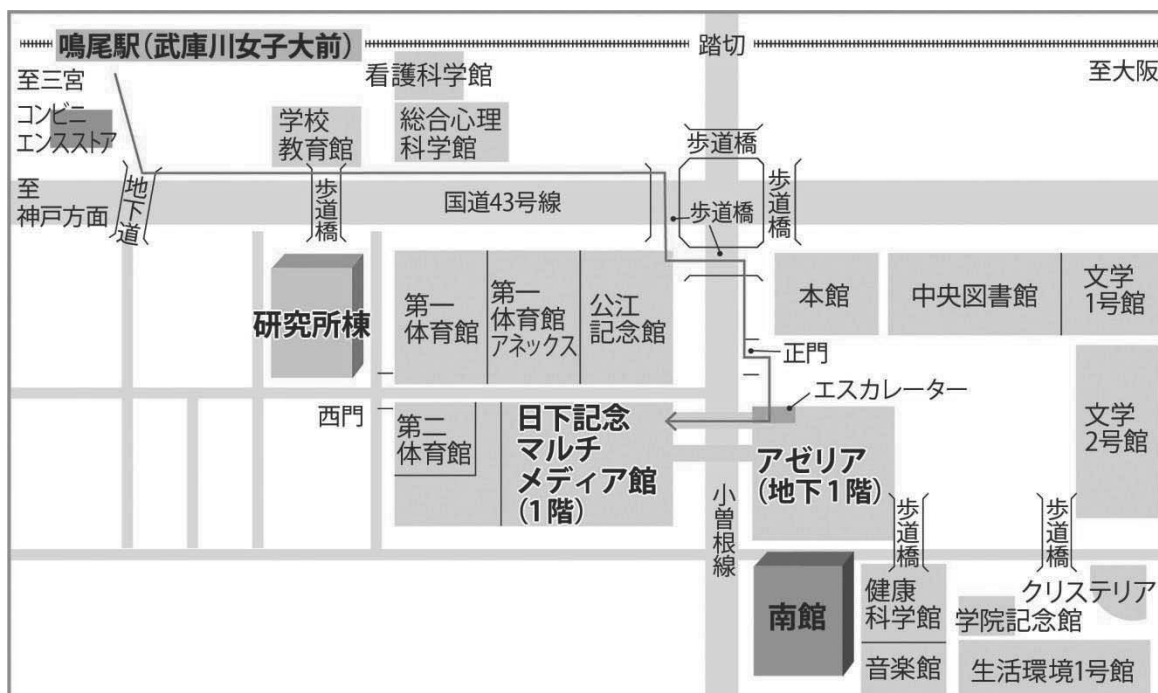 鳴尾駅(武庫川女子大前)
踏切
至三宮
至大阪
看護科学館
コンビニ
エンスストア
学校
教育館
総合心理
科学館
歩道橋
至
神戸方面
地下道
歩道橋
国道43号線
歩道橋
歩道橋
研究所棟
第一
体育館
第一
体育館
アネックス
公江
記念館
本館
中央図書館
文学
1号館
正門
エスカレーター
西門
第二
体育館
日下記念
マルチ
メディア館
(1階)
アゼリア
(地下1階)
文学
2号館
小曽根線
歩道橋
歩道橋
南館
健康
科学館
学院記念館
クリステリア
音楽館
生活環境1号館